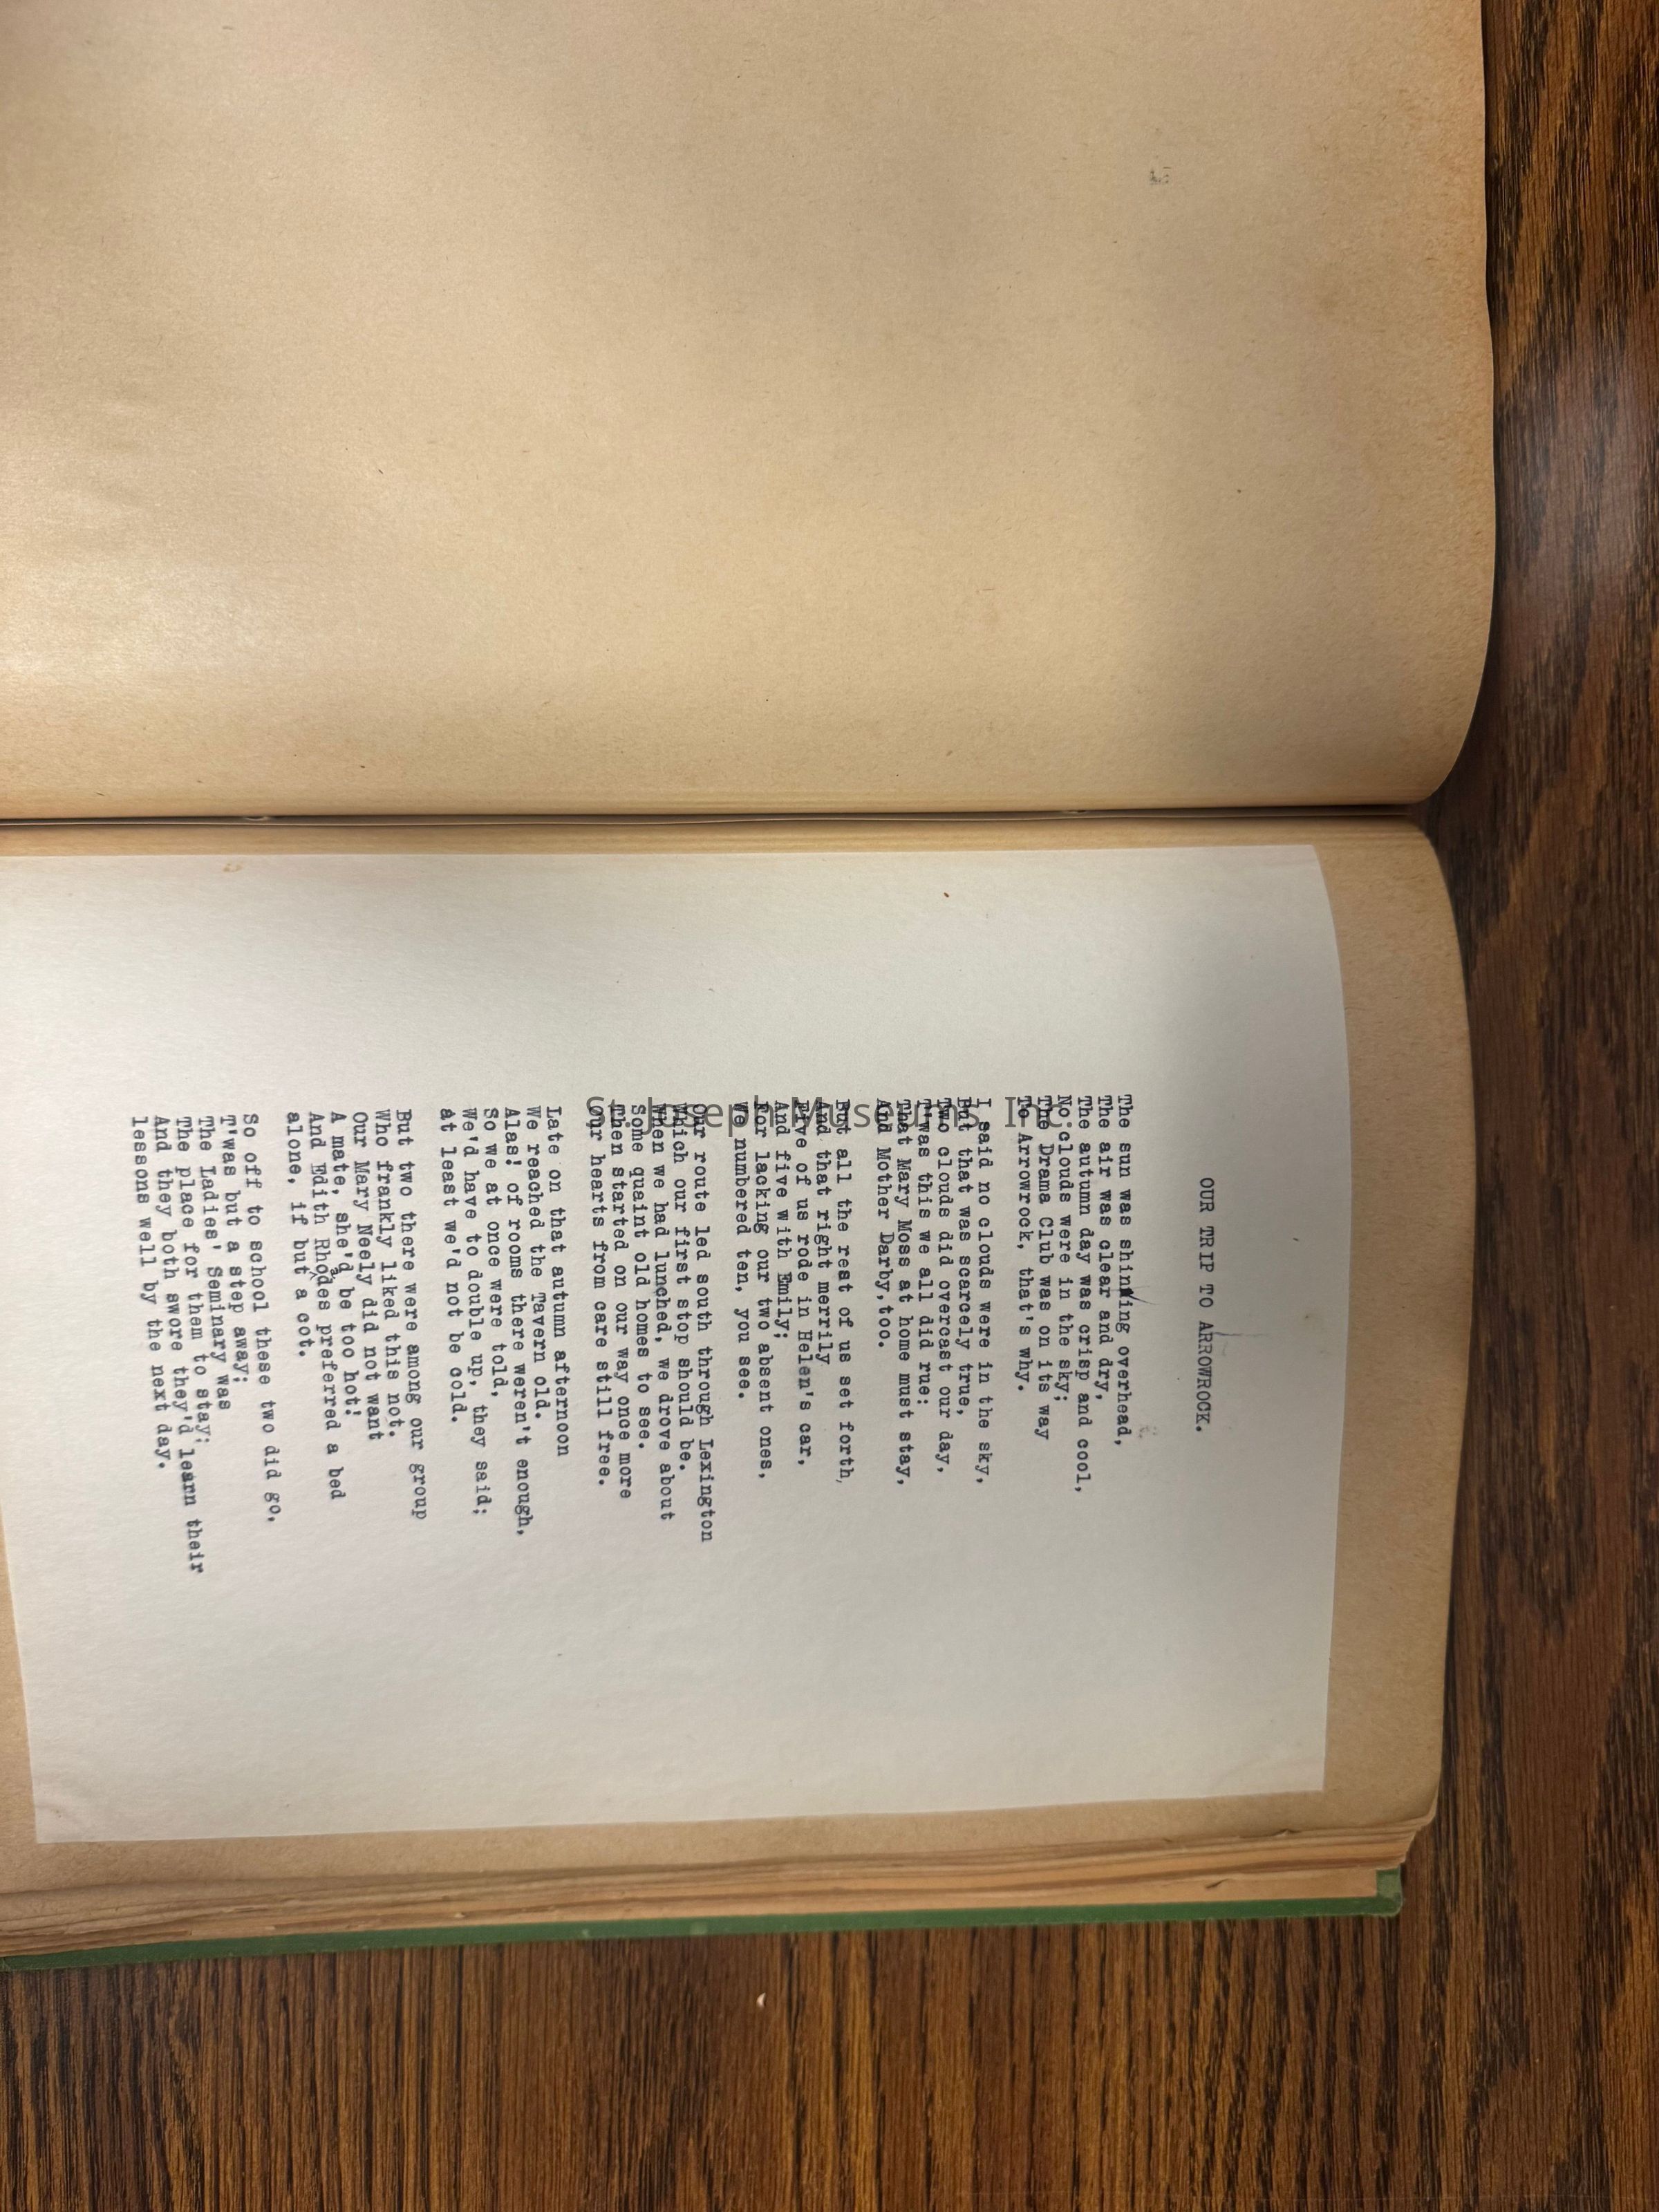 OUR TRIP TO ARROWROCK.
The sun was shining overhead,
The air was clear and dry,
The autumn day was crisp and cool,
No clouds were in the sky;
The Drama Club was on its way
To Arrowrock, that's why.
I said no clouds were in the sky,
But that was scarcely true,
Two clouds did overcast our day,
T'was this we all did rue:
That Mary Moss at home must stay,
And Mother Darby, too.
But all the rest of us set forth,
And that right merrily
Five of us rode in Helen's car,
And five with Emily;
For lacking our two absent ones,
We numbered ten, you see.
Our route led south through Lexington
Which our first stop should be.
When we had lunched, we drove about
Some quaint old homes to see.
Then started on our way once more
Our hearts from care still free.
Late on that autumn afternoon
We reached the Tavern old.
Alas! of rooms there weren't enough,
So we at once were told,
We'd have to double up, they said;
at least we'd not be cold.
But two there were among our group
Who frankly liked this not.
Our Mary Neely did not want
A mate, she'd be too hot!
And Edith Rhodes preferred a bed
alone, if but a cot.
So off to school these two did go,
T'was but a step away;
The Ladies' Seminary was
The place for them to stay;
And they both swore they'd learn their
lessons well by the next day.
St. Joseph Museums Inc.